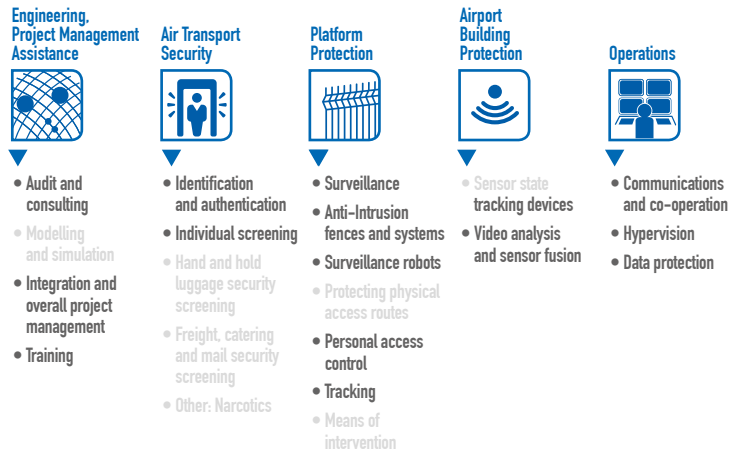 Engineering,
Project Management
Assistance
• Audit and
consulting
• Modelling
and simulation
• Integration and
overall project
management
• Training
Air Transport
Security
• Identification
and authentication
• Individual screening
• Hand and hold
luggage security
screening
• Freight, catering
and mail security
screening
• Other: Narcotics
Platform
Protection
• Surveillance
• Anti-Intrusion
fences and systems
• Surveillance robots
• Protecting physical
access routes
• Personal access
control
• Tracking
• Means of
intervention
Airport
Building
Protection
• Sensor state
tracking devices
• Video analysis
and sensor fusion
Operations
• Communications
and co-operation
• Hypervision
• Data protection